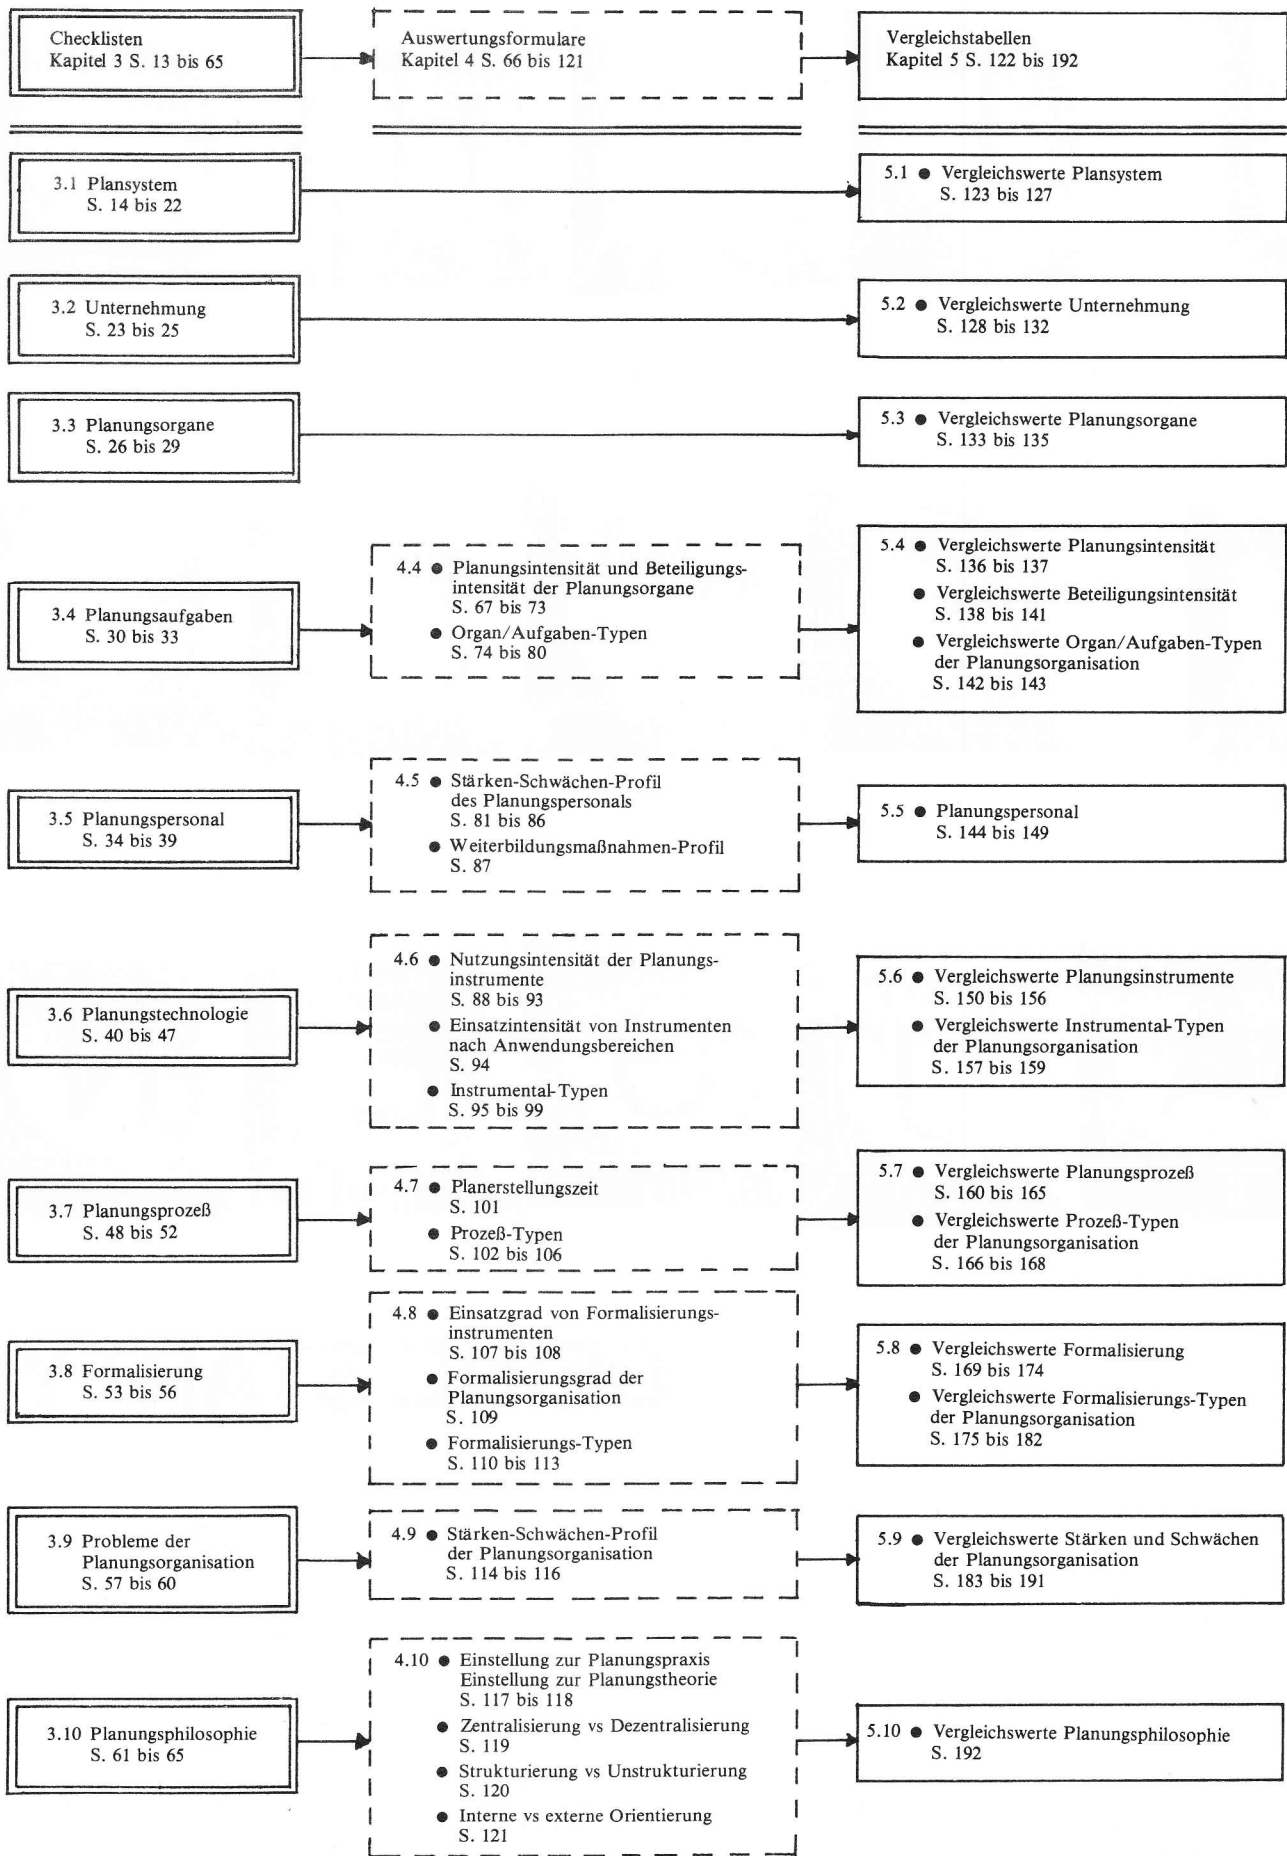 Checklisten
Kapitel 3 S. 13 bis 65
Auswertungsformulare
Kapitel 4 S. 66 bis 121
Vergleichstabellen
Kapitel 5 S. 122 bis 192
3.1 Plansystem
S. 14 bis 22
5.1 ● Vergleichswerte Plansystem
S. 123 bis 127
3.2 Unternehmung
S. 23 bis 25
5.2 ● Vergleichswerte Unternehmung
S. 128 bis 132
3.3 Planungsorgane
S. 26 bis 29
5.3 ● Vergleichswerte Planungsorgane
S. 133 bis 135
3.4 Planungsaufgaben
S. 30 bis 33
4.4 ● Planungsintensität und Beteiligungs-
intensität der Planungsorgane
S. 67 bis 73
● Organ/Aufgaben-Typen
S. 74 bis 80
5.4 ● Vergleichswerte Planungsintensität
S. 136 bis 137
● Vergleichswerte Beteiligungsintensität
S. 138 bis 141
● Vergleichswerte Organ/Aufgaben-Typen
der Planungsorganisation
S. 142 bis 143
3.5 Planungspersonal
S. 34 bis 39
4.5 ● Stärken-Schwächen-Profil
des Planungspersonals
S. 81 bis 86
● Weiterbildungsmaßnahmen-Profil
S. 87
5.5 ● Planungspersonal
S. 144 bis 149
3.6 Planungstechnologie
S. 40 bis 47
4.6 ● Nutzungsintensität der Planungs-
instrumente
S. 88 bis 93
● Einsatzintensität von Instrumenten
nach Anwendungsbereichen
S. 94
● Instrumental-Typen
S. 95 bis 99
5.6 ● Vergleichswerte Planungsinstrumente
S. 150 bis 156
● Vergleichswerte Instrumental-Typen
der Planungsorganisation
S. 157 bis 159
3.7 Planungsprozeß
S. 48 bis 52
4.7 ● Planerstellungszeit
S. 101
● Prozeß-Typen
S. 102 bis 106
5.7 ● Vergleichswerte Planungsprozeß
S. 160 bis 165
● Vergleichswerte Prozeß-Typen
der Planungsorganisation
S. 166 bis 168
3.8 Formalisierung
S. 53 bis 56
4.8 ● Einsatzgrad von Formalisierungs-
instrumenten
S. 107 bis 108
● Formalisierungsgrad der
Planungsorganisation
S. 109
● Formalisierungs-Typen
S. 110 bis 113
5.8 ● Vergleichswerte Formalisierung
S. 169 bis 174
● Vergleichswerte Formalisierungs-Typen
der Planungsorganisation
S. 175 bis 182
3.9 Probleme der
Planungsorganisation
S. 57 bis 60
4.9 ● Stärken-Schwächen-Profil
der Planungsorganisation
S. 114 bis 116
5.9 ● Vergleichswerte Stärken und Schwächen
der Planungsorganisation
S. 183 bis 191
3.10 Planungsphilosophie
S. 61 bis 65
4.10 ● Einstellung zur Planungspraxis
Einstellung zur Planungstheorie
S. 117 bis 118
● Zentralisierung vs Dezentralisierung
S. 119
● Strukturierung vs Unstrukturierung
S. 120
● Interne vs externe Orientierung
S. 121
5.10 ● Vergleichswerte Planungsphilosophie
S. 192